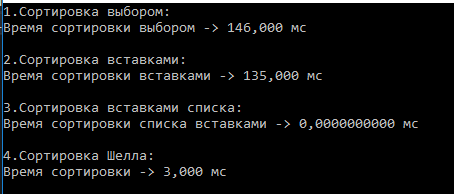 1.Сортировка выбором:
Время сортировки выбором -> 146,000 мс
2.Сортировка вставками:
Время сортировки вставками -> 135,000 мс
3.Сортировка вставками списка:
Время сортировки списка вставками -> 0,0000000000 мс
4.Сортировка Шелла:
Время сортировки -> 3,000 мс